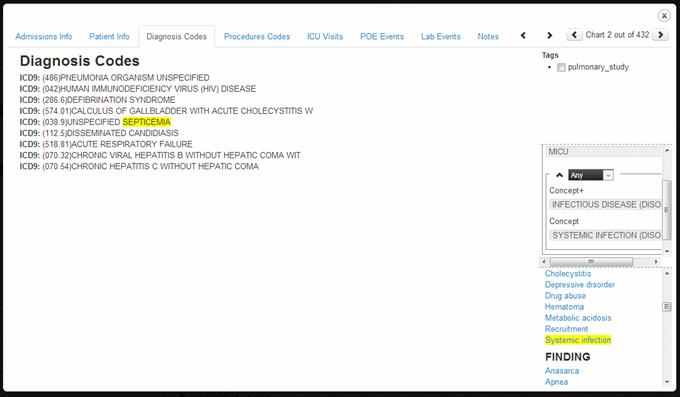 Admissions Info
Patient Info
Diagnosis Codes
Procedures Codes
ICU Visits
POE Events
Lab Events
Notes
Chart 2 out of 432
Diagnosis Codes
ICD9: (486)PNEUMONIA ORGANISM UNSPECIFIED
ICD9: (042)HUMAN IMMUNODEFICIENCY VIRUS (HIV) DISEASE
ICD9: (286.6)DEFIBRINATION SYNDROME
ICD9: (574.01)CALCULUS OF GALLBLADDER WITH ACUTE CHOLECYSTITIS W
ICD9: (038.9)UNSPECIFIED SEPTICEMIA
ICD9: (112.5)DISSEMINATED CANDIDIASIS
ICD9: (518.81)ACUTE RESPIRATORY FAILURE
ICD9: (070.32)CHRONIC VIRAL HEPATITIS B WITHOUT HEPATIC COMA WIT
ICD9: (070.54)CHRONIC HEPATITIS C WITHOUT HEPATIC COMA
Tags
pulmonary_study
MICU
Any
Concept+
INFECTIOUS DISEASE (DISO
Concept
SYSTEMIC INFECTION (DISO
Cholecystitis
Depressive disorder
Drug abuse
Hematoma
Metabolic acidosis
Recruitment
Systemic infection
FINDING
Anasarca
Apnea